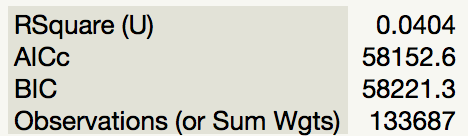 RSquare (U) 0.0404
AICc 58152.6
BIC 58221.3
Observations (or Sum Wgts) 133687